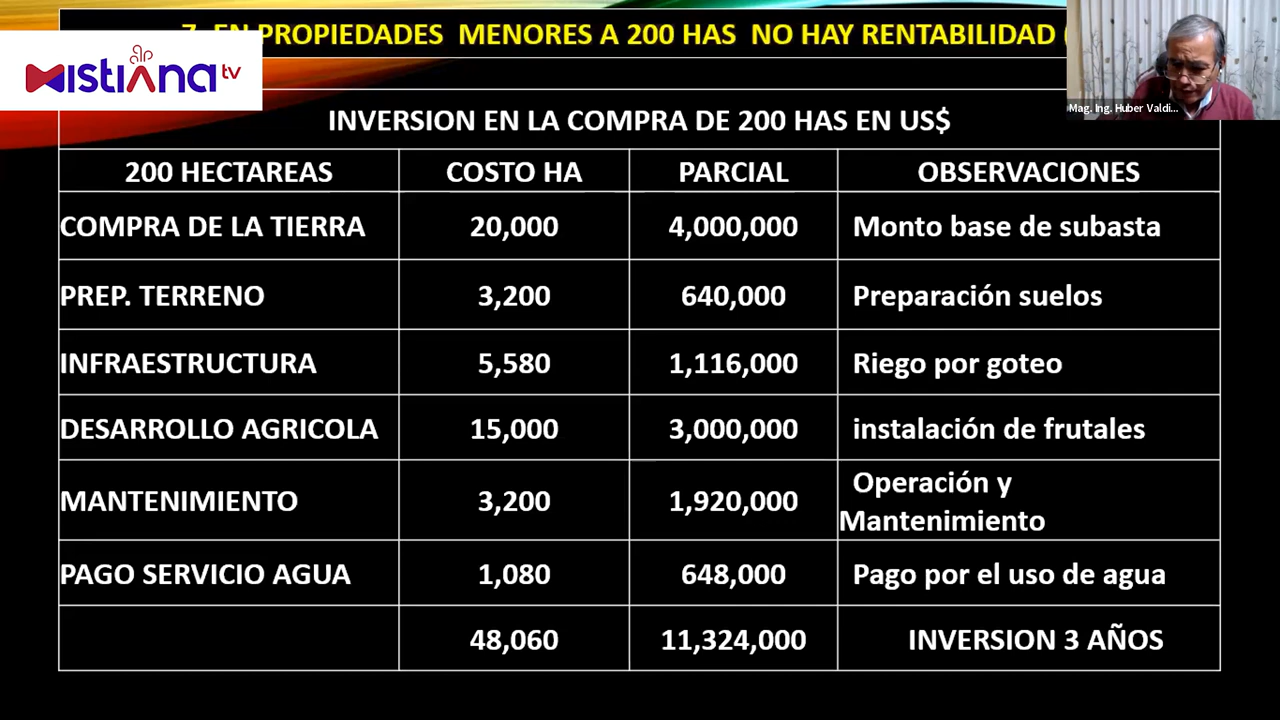 7. EN PROPIEDADES MENORES A 200 HAS NO HAY RENTABILIDAD (
mistiana tv
Mag. Ing. Huber Valdi...
INVERSION EN LA COMPRA DE 200 HAS EN US$
200 HECTAREAS COSTO HA PARCIAL OBSERVACIONES
COMPRA DE LA TIERRA 20,000 4,000,000 Monto base de subasta
PREP. TERRENO 3,200 640,000 Preparación suelos
INFRAESTRUCTURA 5,580 1,116,000 Riego por goteo
DESARROLLO AGRICOLA 15,000 3,000,000 instalación de frutales
MANTENIMIENTO 3,200 1,920,000 Operación y
Mantenimiento
PAGO SERVICIO AGUA 1,080 648,000 Pago por el uso de agua
48,060 11,324,000 INVERSION 3 AÑOS